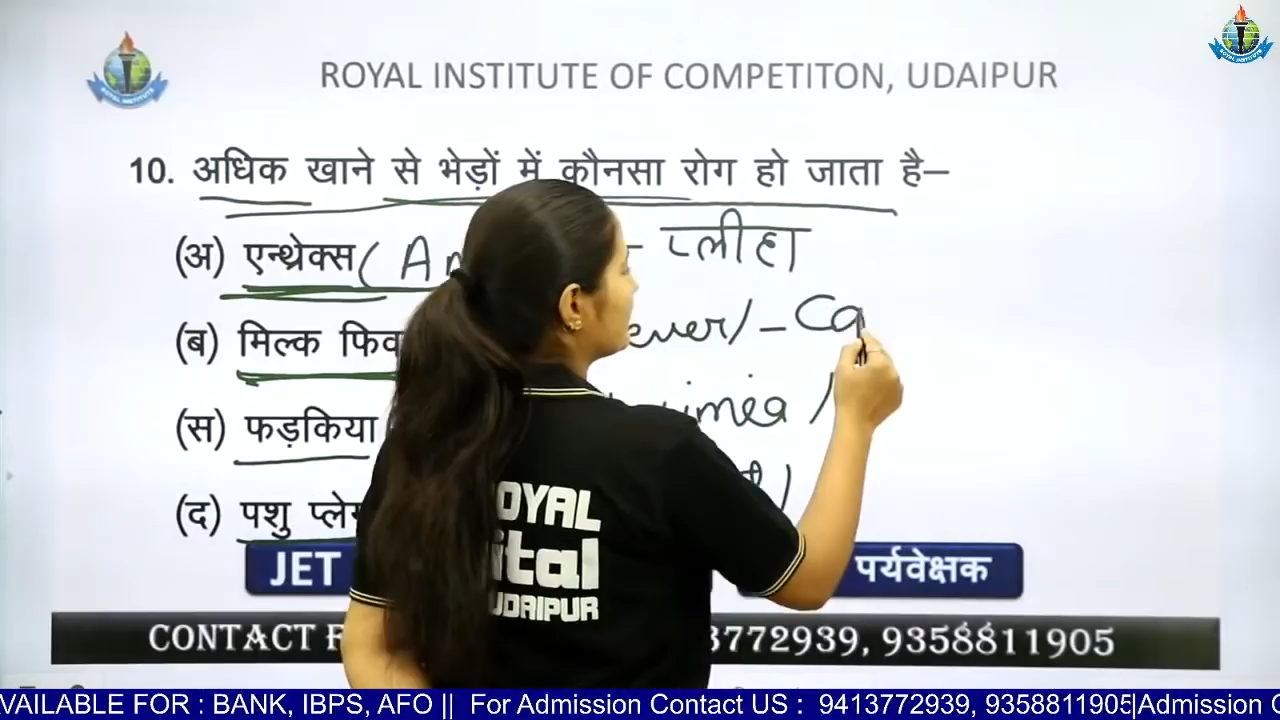 ROYAL INSTITUTE OF COMPETITON, UDAIPUR
10. अधिक खाने से भेड़ों में कौनसा रोग हो जाता है–
(अ) एन्थ्रेक्स ( An - प्लीहा
(ब) मिल्क ever/ - Ca
(स) फड़किया
(द) पशु
ROYAL
UDAIPUR
JET पर्यवेक्षक
CONTACT 3772939, 9358811905
VAILABLE FOR : BANK, IBPS, AFO || For Admission Contact US : 9413772939, 9358811905|Admission